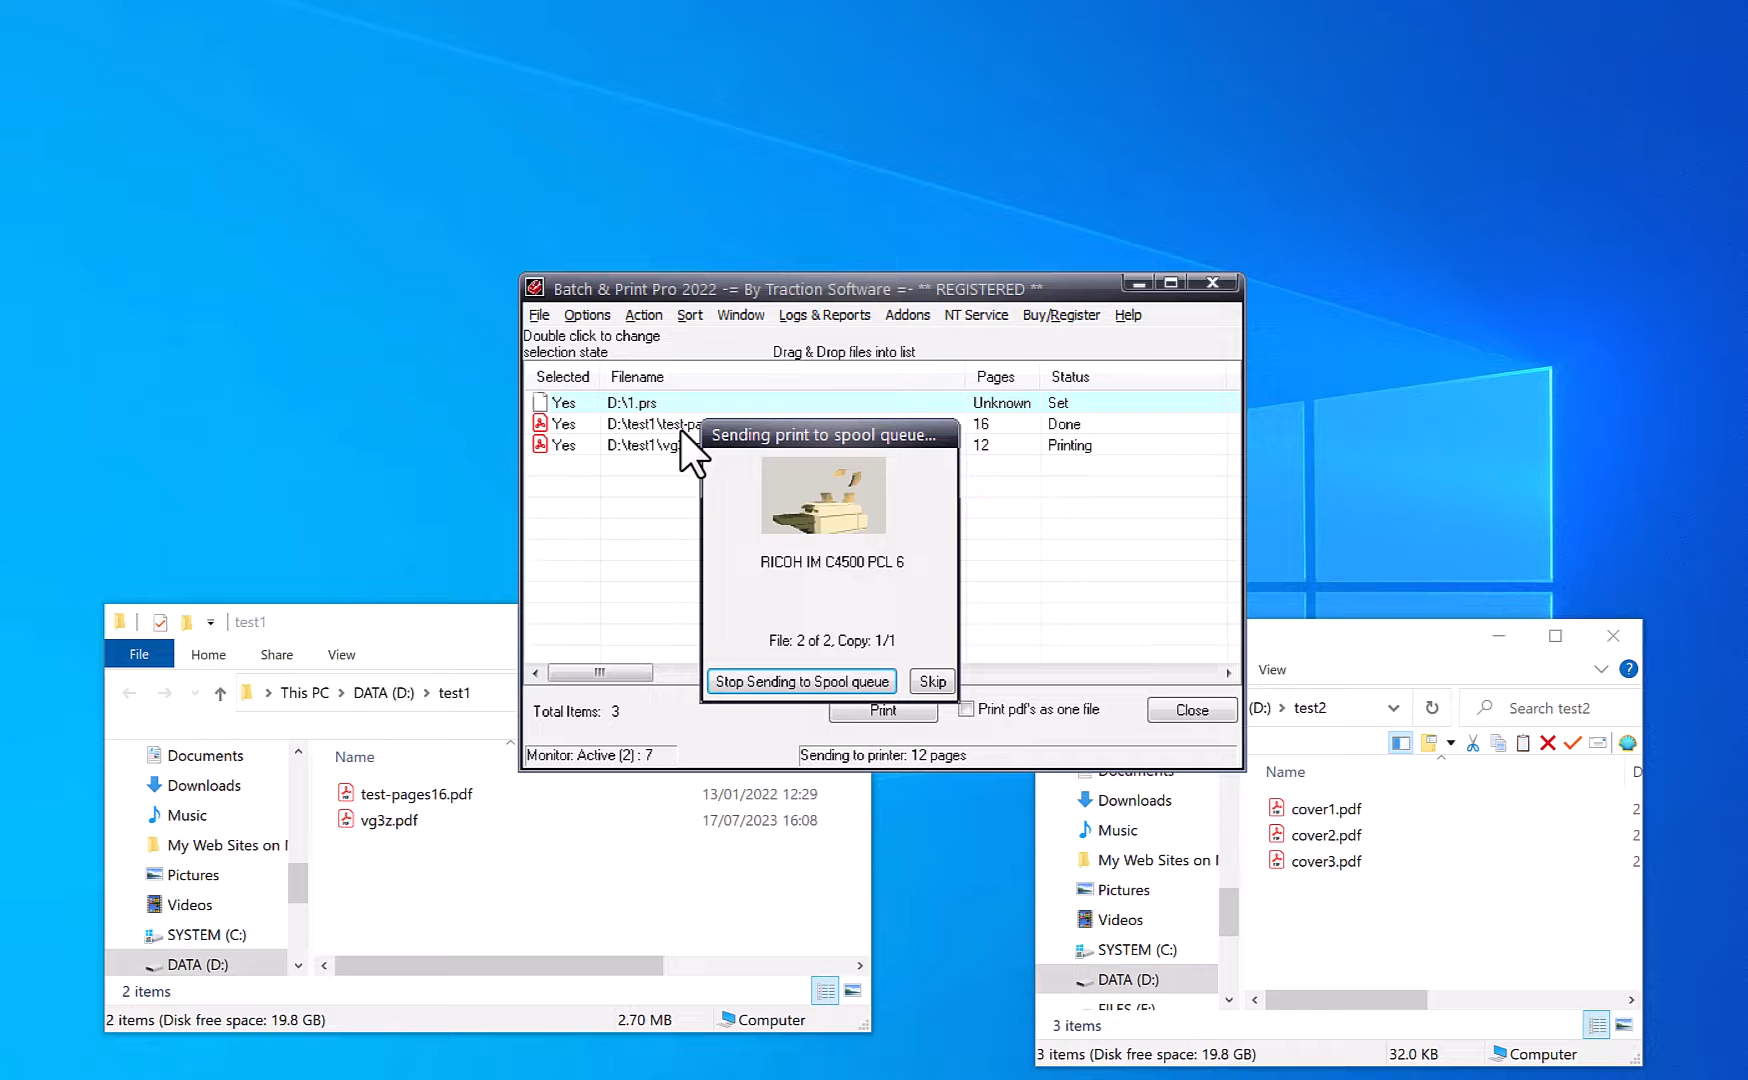 Batch & Print Pro 2022 -= By Traction Software =- ** REGISTERED **
File Options Action Sort Window Logs & Reports Addons NT Service Buy/Register Help
Double click to change
selection state
Drag & Drop files into list
Selected Filename Pages Status
Yes D:\1.prs Unknown Set
Yes D:\test1\test-pa 16 Done
Yes D:\test1\vg 12 Printing
Sending print to spool queue...
RICOH IM C4500 PCL 6
File: 2 of 2, Copy: 1/1
Stop Sending to Spool queue Skip
Total Items: 3
Print Print pdf's as one file Close
Monitor: Active (2) : 7 Sending to printer: 12 pages
test1
File Home Share View
This PC DATA (D:) test1
Name
Documents
Downloads
Music
My Web Sites on
Pictures
Videos
SYSTEM (C:)
DATA (D:)
test-pages16.pdf 13/01/2022 12:29
vg3z.pdf 17/07/2023 16:08
2 items
2 items (Disk free space: 19.8 GB) 2.70 MB Computer
View
(D:) test2 Search test2
Name D
Documents
Downloads
Music
My Web Sites on
Pictures
Videos
SYSTEM (C:)
DATA (D:)
FILES (E:)
cover1.pdf 2
cover2.pdf 2
cover3.pdf 2
3 items
3 items (Disk free space: 19.8 GB) 32.0 KB Computer